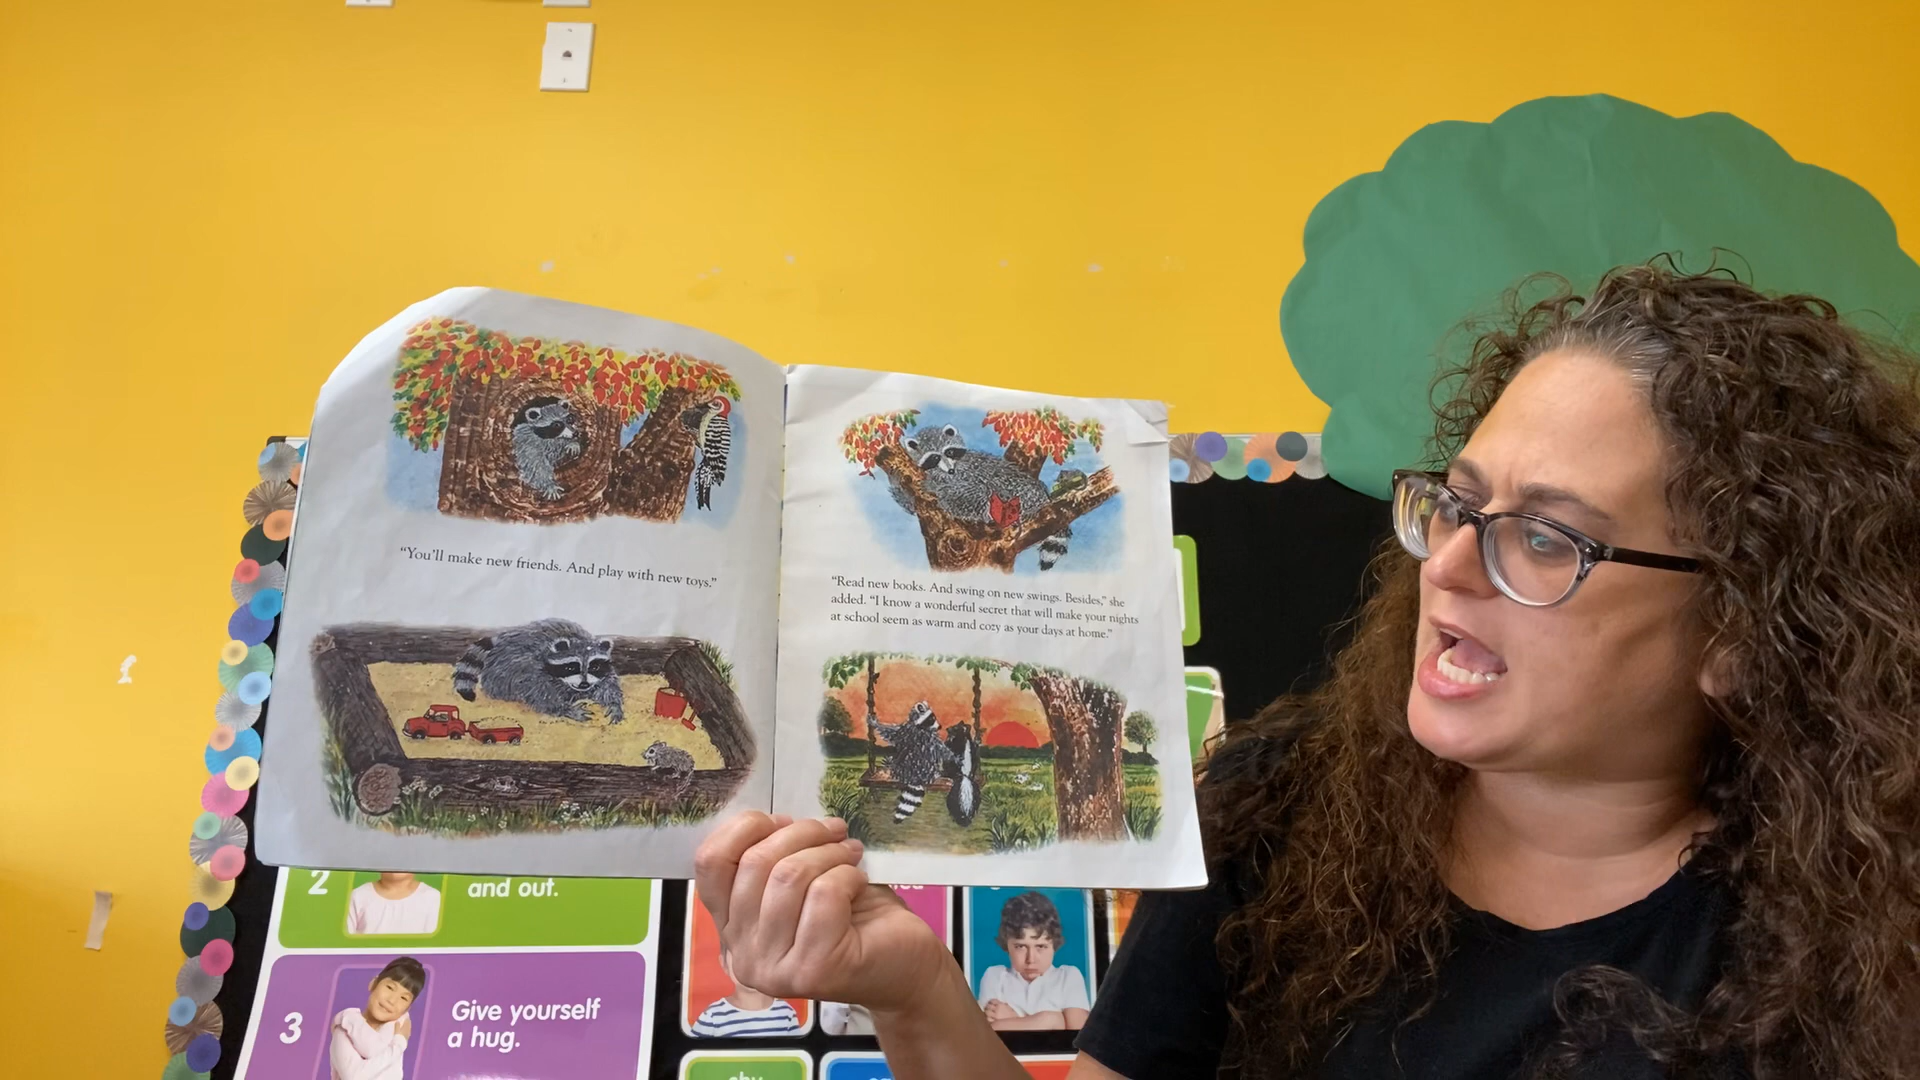 "You'll make new friends. And play with new toys."
"Read new books. And swing on new swings. Besides," she
added. "I know a wonderful secret that will make your nights
at school seem as warm and cozy as your days at home."
2
and out.
3
Give yourself
a hug.
shy